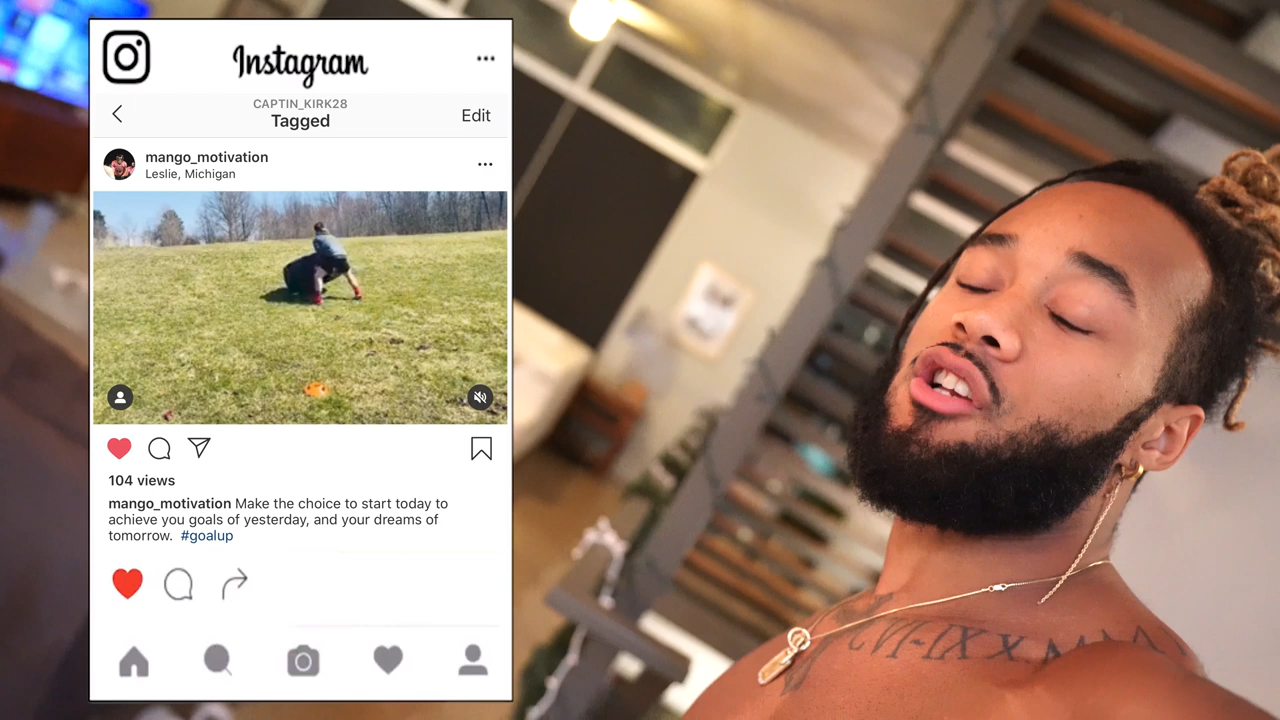 Instagram
CAPTIN_KIRK28
Tagged
Edit
mango_motivation
Leslie, Michigan
104 views
mango_motivation Make the choice to start today to
achieve you goals of yesterday, and your dreams of
tomorrow. #goalup